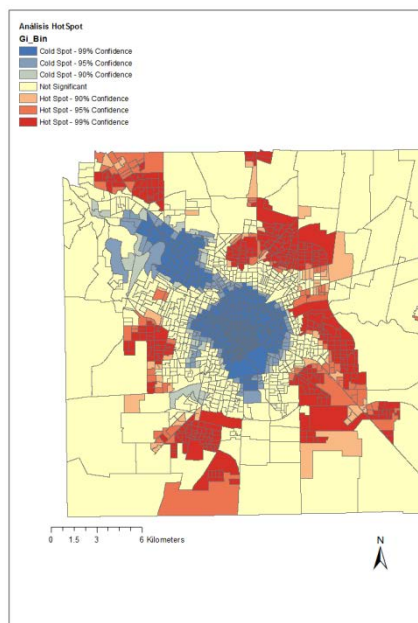 Análisis HotSpot
Gi_Bin
Cold Spot - 99% Confidence
Cold Spot - 95% Confidence
Cold Spot - 90% Confidence
Not Significant
Hot Spot - 90% Confidence
Hot Spot - 95% Confidence
Hot Spot - 99% Confidence
0 1.5 3 6 Kilometers
N